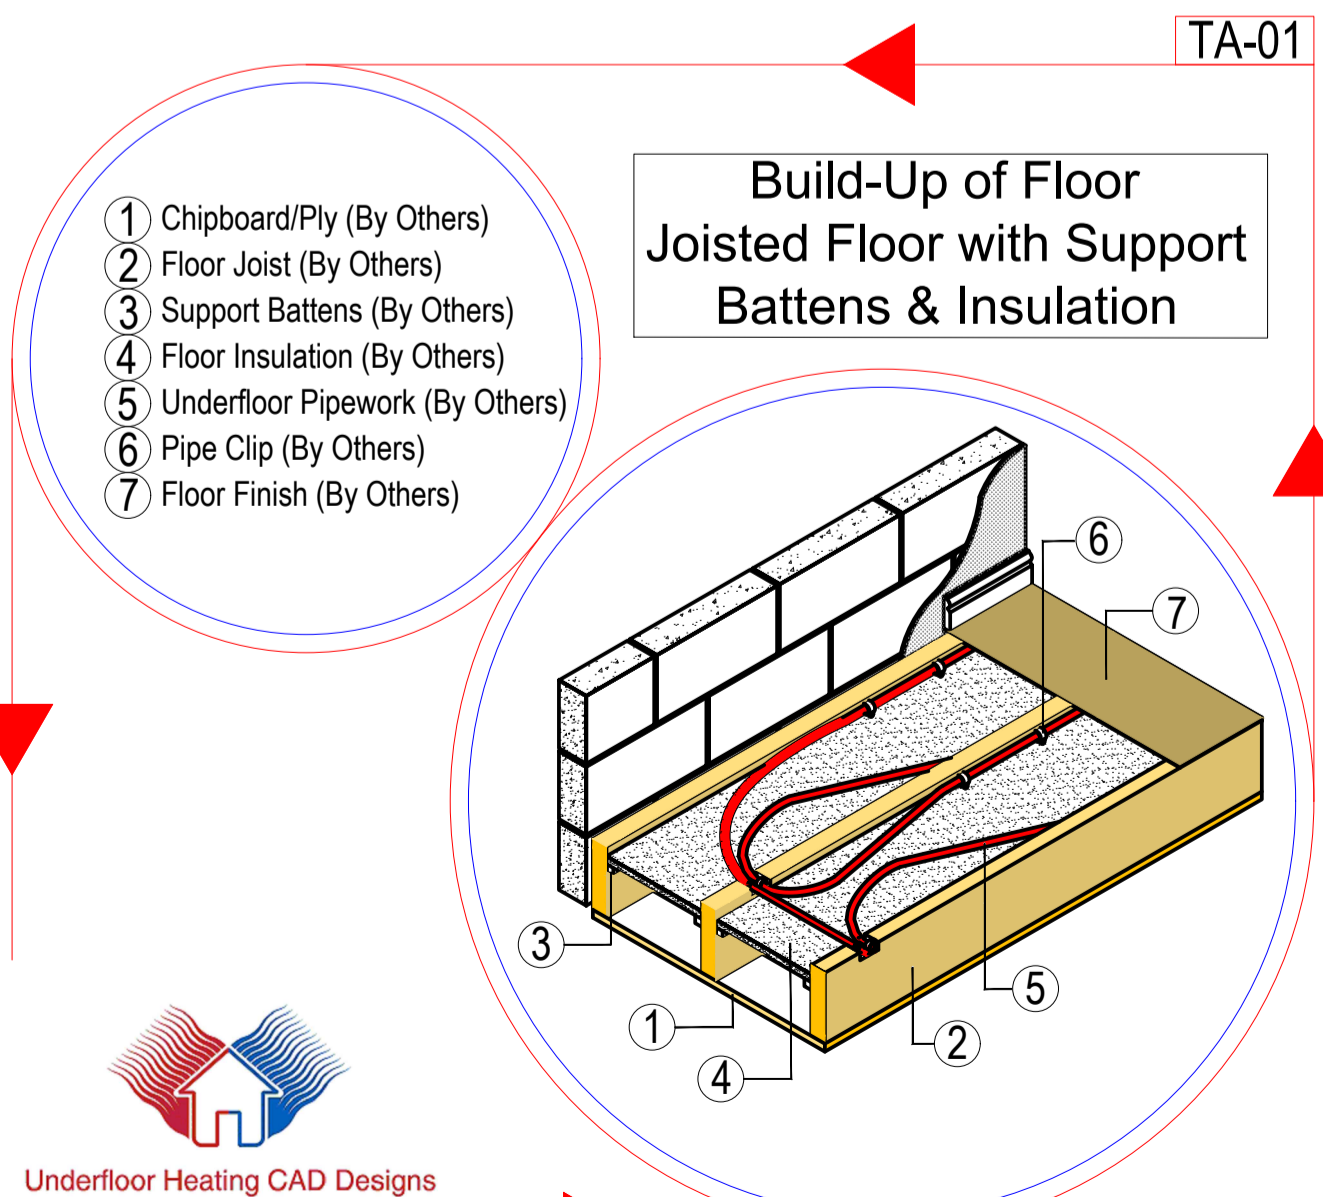 TA-01
Build-Up of Floor
Joisted Floor with Support
Battens & Insulation
1 Chipboard/Ply (By Others)
2 Floor Joist (By Others)
3 Support Battens (By Others)
4 Floor Insulation (By Others)
5 Underfloor Pipework (By Others)
6 Pipe Clip (By Others)
7 Floor Finish (By Others)
6
7
3
5
1
2
4
Underfloor Heating CAD Designs